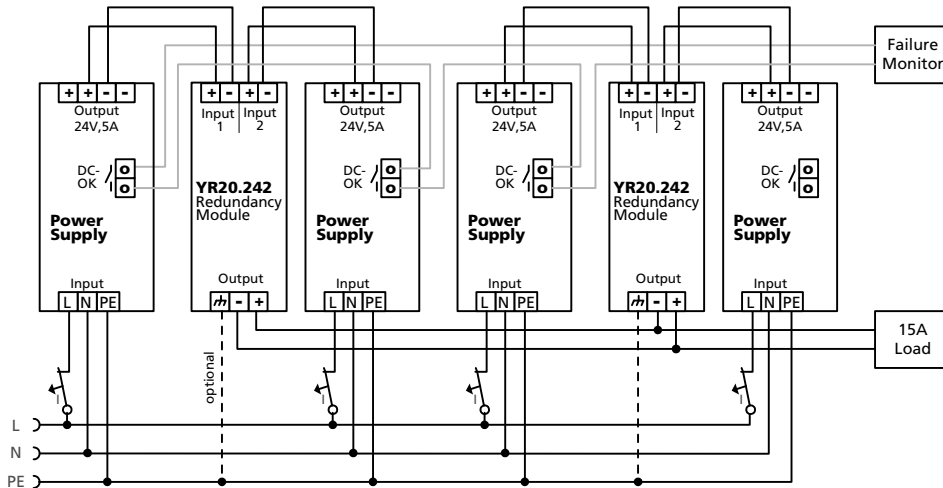 Failure
Monitor
+ + - -
Output
24V,5A
DC-
OK
Power
Supply
Input
L N PE
+ - + -
Input
1
Input
2
YR20.242
Redundancy
Module
Output
- +
optional
+ + - -
Output
24V,5A
DC-
OK
Power
Supply
Input
L N PE
+ + - -
Output
24V,5A
DC-
OK
Power
Supply
Input
L N PE
+ - + -
Input
1
Input
2
YR20.242
Redundancy
Module
Output
- +
+ + - -
Output
24V,5A
DC-
OK
Power
Supply
Input
L N PE
15A
Load
I
I
I
I
L
N
PE